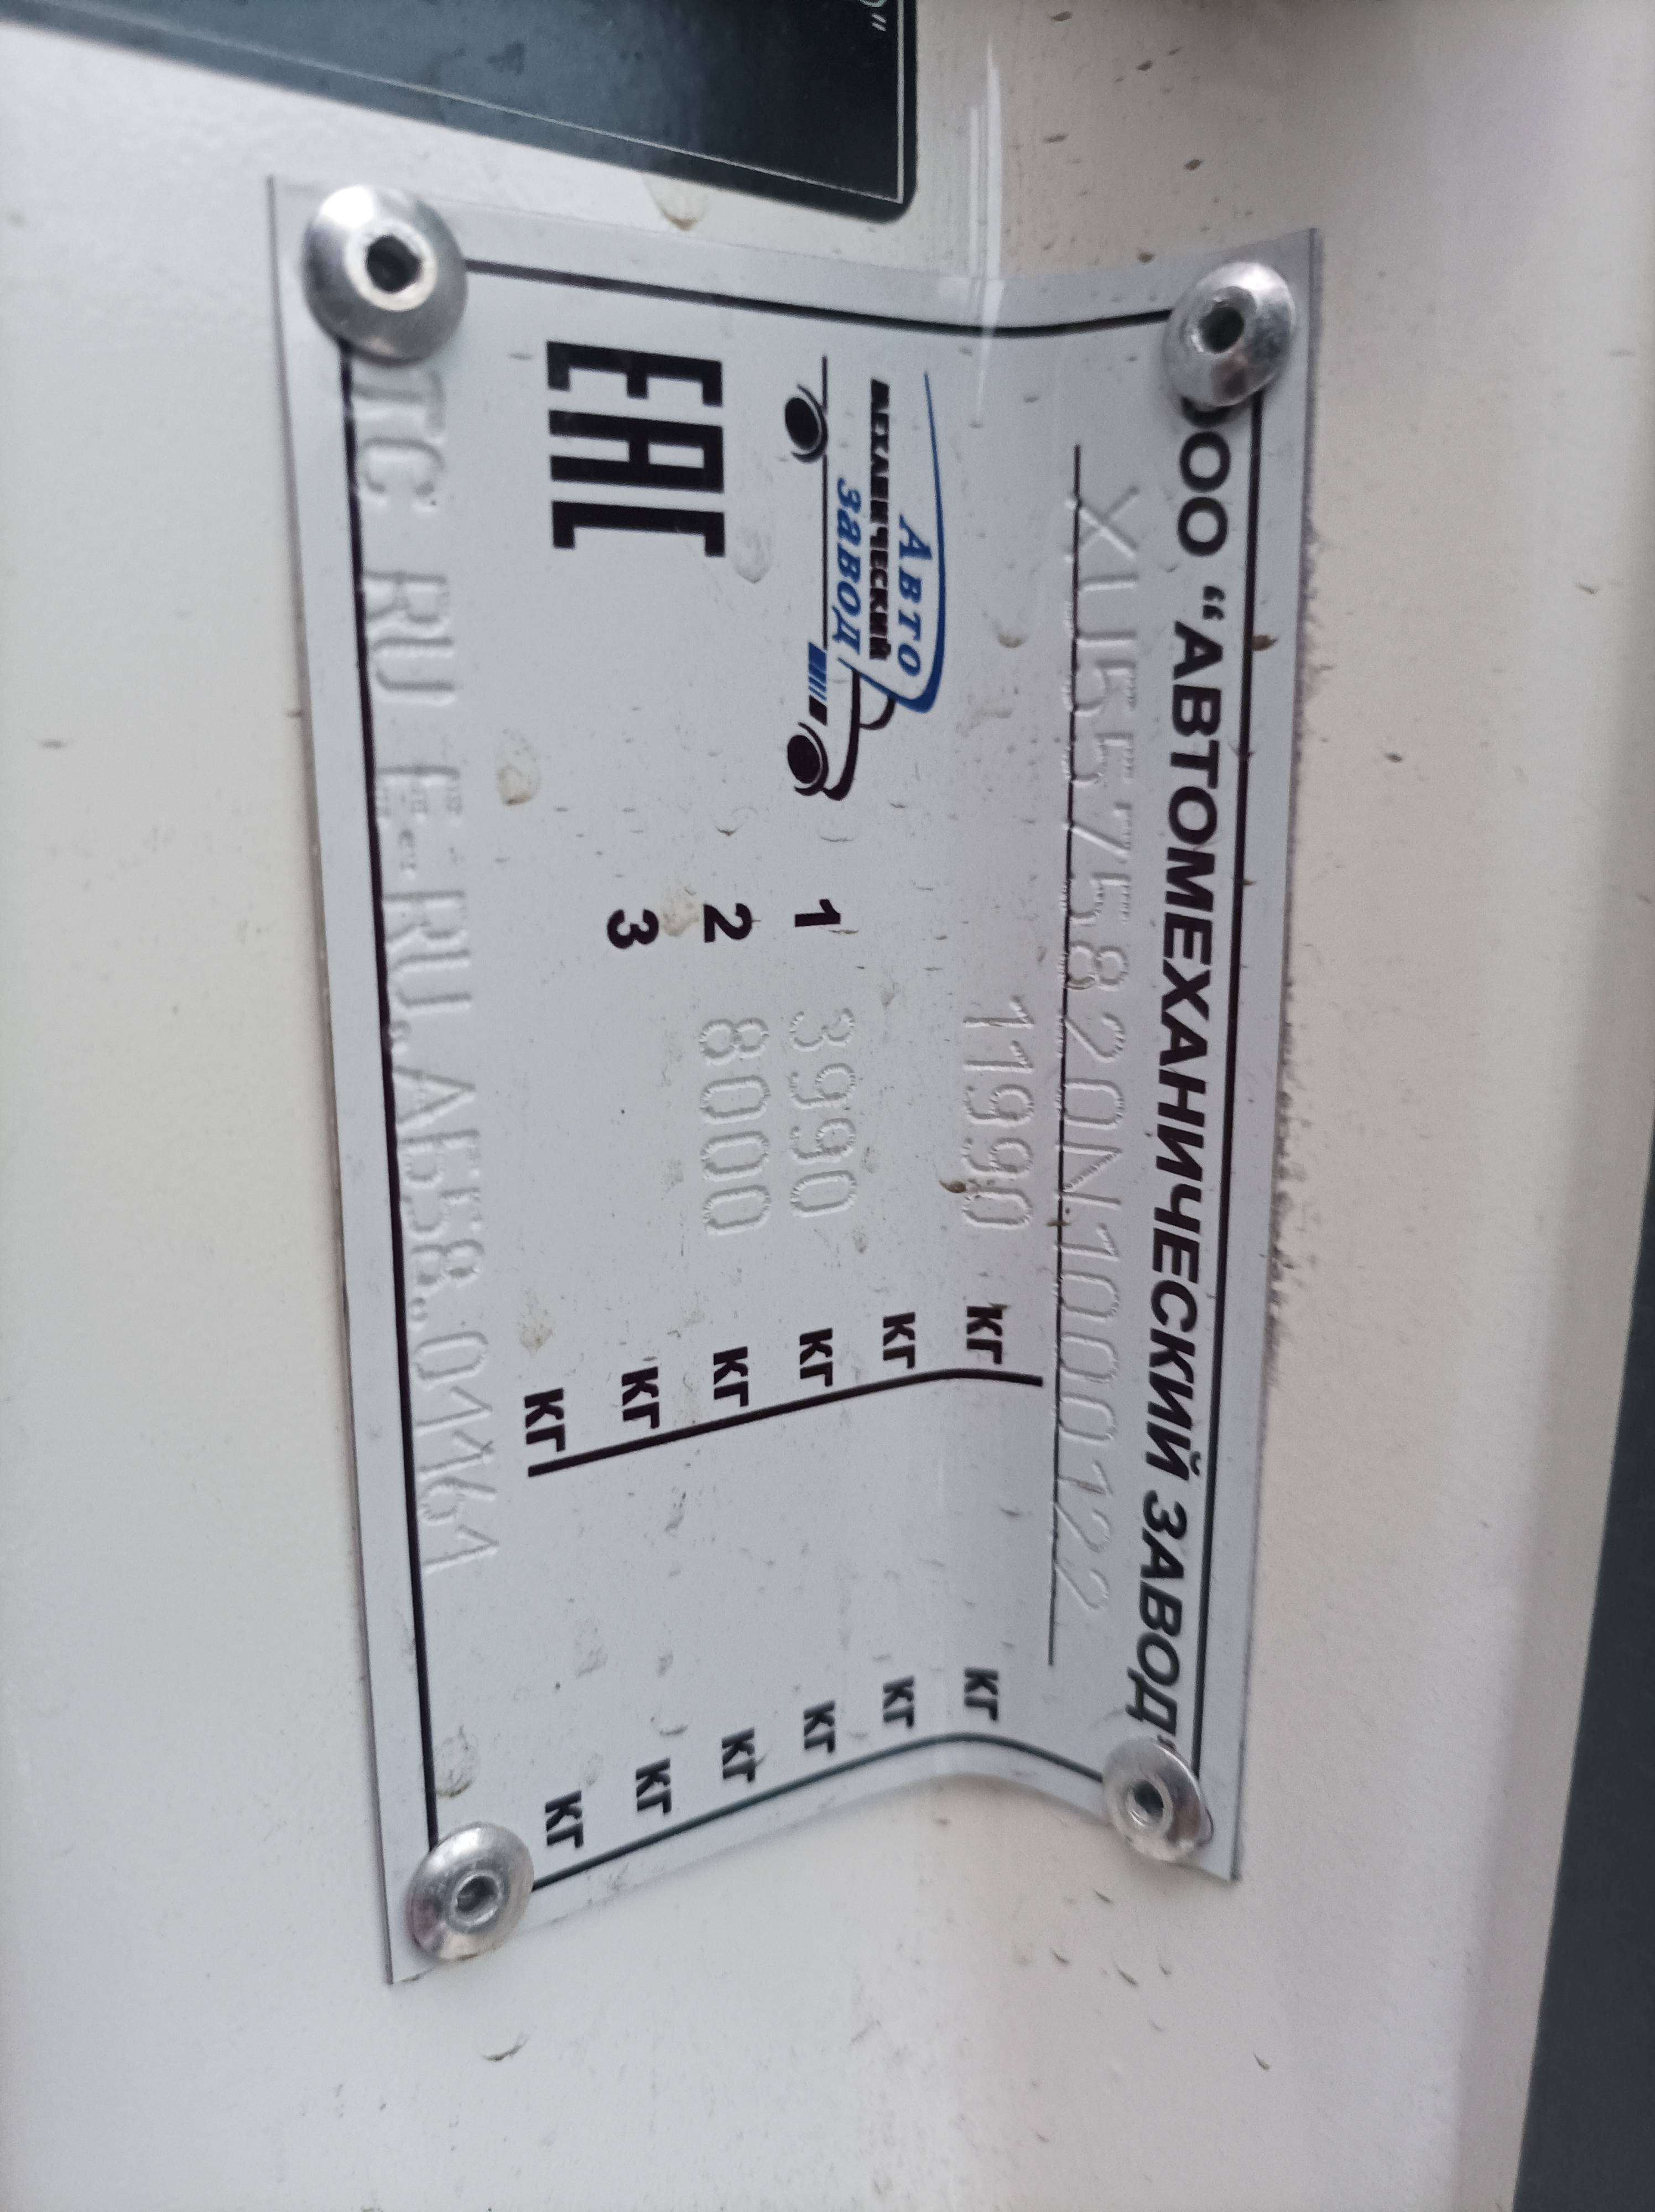 ООО "АВТОМЕХАНИЧЕСКИЙ ЗАВОД"
XU5575820N1000122
11990 кг кг
кг кг
Авто
механический
завод
1 3990 кг кг
2 8000 кг кг
3 кг кг
EAC
кг кг
ТС RU Е-RU.АБ58.01161